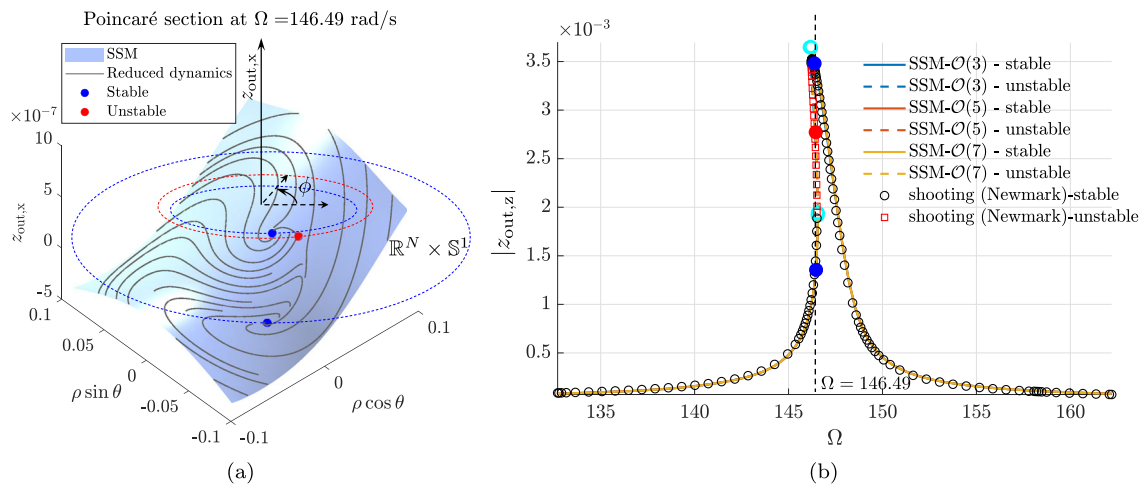 Poincaré section at Ω =146.49 rad/s
SSM
Reduced dynamics
Stable
Unstable
×10⁻⁷
10
5
0
-5
z_out,x
z_out,x
ϕ
ℝᴺ × 𝕊¹
0.1
0.05
0
-0.05
-0.1
ρ sin θ
-0.1
0
0.1
ρ cos θ
(a)
×10⁻³
3.5
3
2.5
2
1.5
1
0.5
|z_out,z|
SSM-𝒪(3) - stable
SSM-𝒪(3) - unstable
SSM-𝒪(5) - stable
SSM-𝒪(5) - unstable
SSM-𝒪(7) - stable
SSM-𝒪(7) - unstable
shooting (Newmark)-stable
shooting (Newmark)-unstable
Ω = 146.49
135 140 145 150 155 160
Ω
(b)